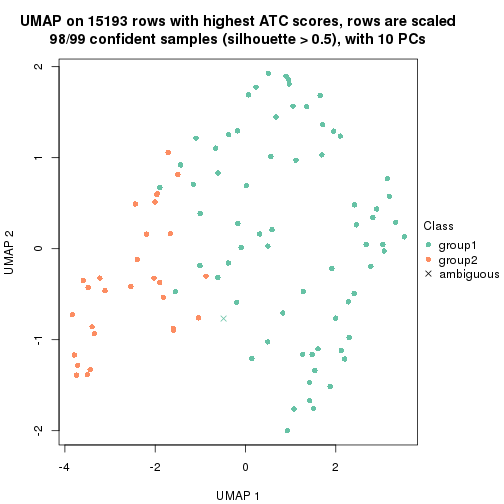 UMAP on 15193 rows with highest ATC scores, rows are scaled
98/99 confident samples (silhouette > 0.5), with 10 PCs
2
1
0
-1
-2
UMAP 2
-4
-2
0
2
UMAP 1
Class
group1
group2
ambiguous